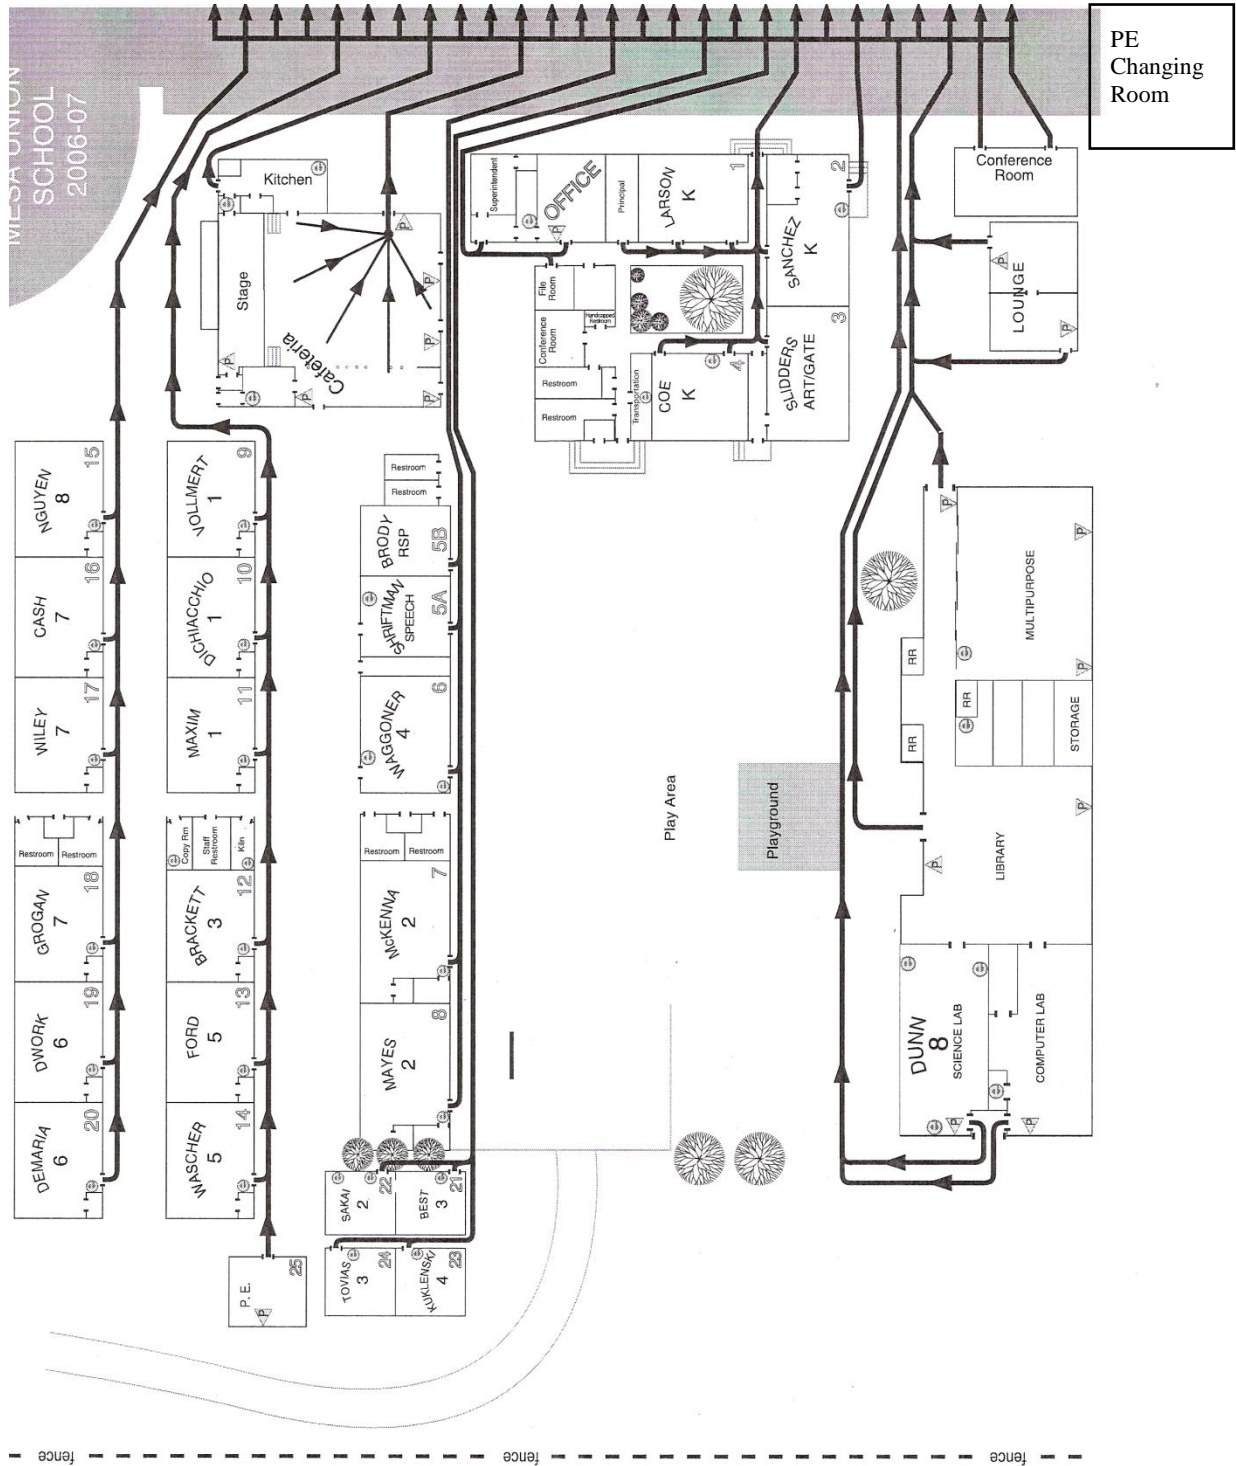 PE
Changing
Room
MESA UNION
SCHOOL
2006-07
Kitchen
Stage
Cafeteria
Superintendent
OFFICE
Principal
LARSON
K
1
SANCHEZ
K
2
File
Room
Conference
Room
Handicapped
Restroom
Restroom
Restroom
Transportation
COE
K
4
SLIDDERS
ART/GATE
3
Conference
Room
LOUNGE
P
NGUYEN
8
15
CASH
7
16
WILEY
7
17
Restroom
Restroom
GROGAN
7
18
DWORK
6
19
DEMARIA
6
20
VOLLMERT
1
9
DICHIACCHIO
1
10
MAXIM
1
11
Copy Rm
Staff
Restroom
Kiln
BRACKETT
3
12
FORD
5
13
WASCHER
5
14
P.E.
25
Restroom
Restroom
BRODY
RSP
5B
SHRIFTMAN
SPEECH
5A
WAGGONER
4
6
Restroom
Restroom
McKENNA
2
7
MAYES
2
8
SAKAI
2
22
BEST
3
21
TOVIAS
3
24
KUKLENSKI
4
23
Play Area
Playground
MULTIPURPOSE
RR
RR
RR
STORAGE
LIBRARY
DUNN
8
SCIENCE LAB
COMPUTER LAB
fence
fence
fence